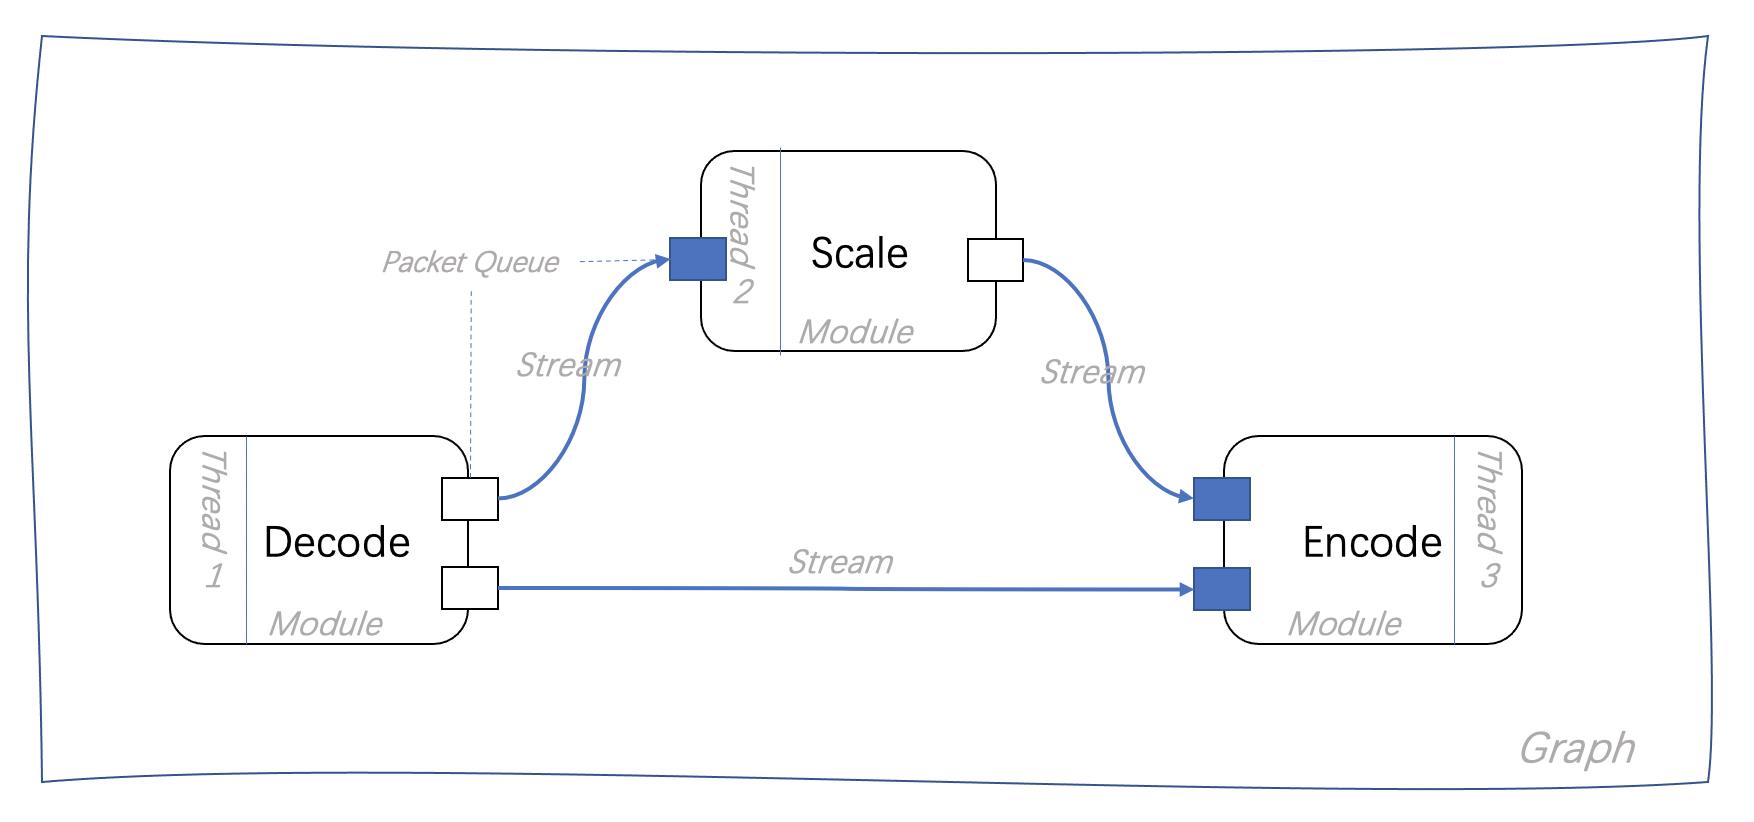 Thread 2
Scale
Module
Packet Queue
Stream
Stream
Thread 1
Decode
Module
Stream
Encode
Module
Thread 3
Graph